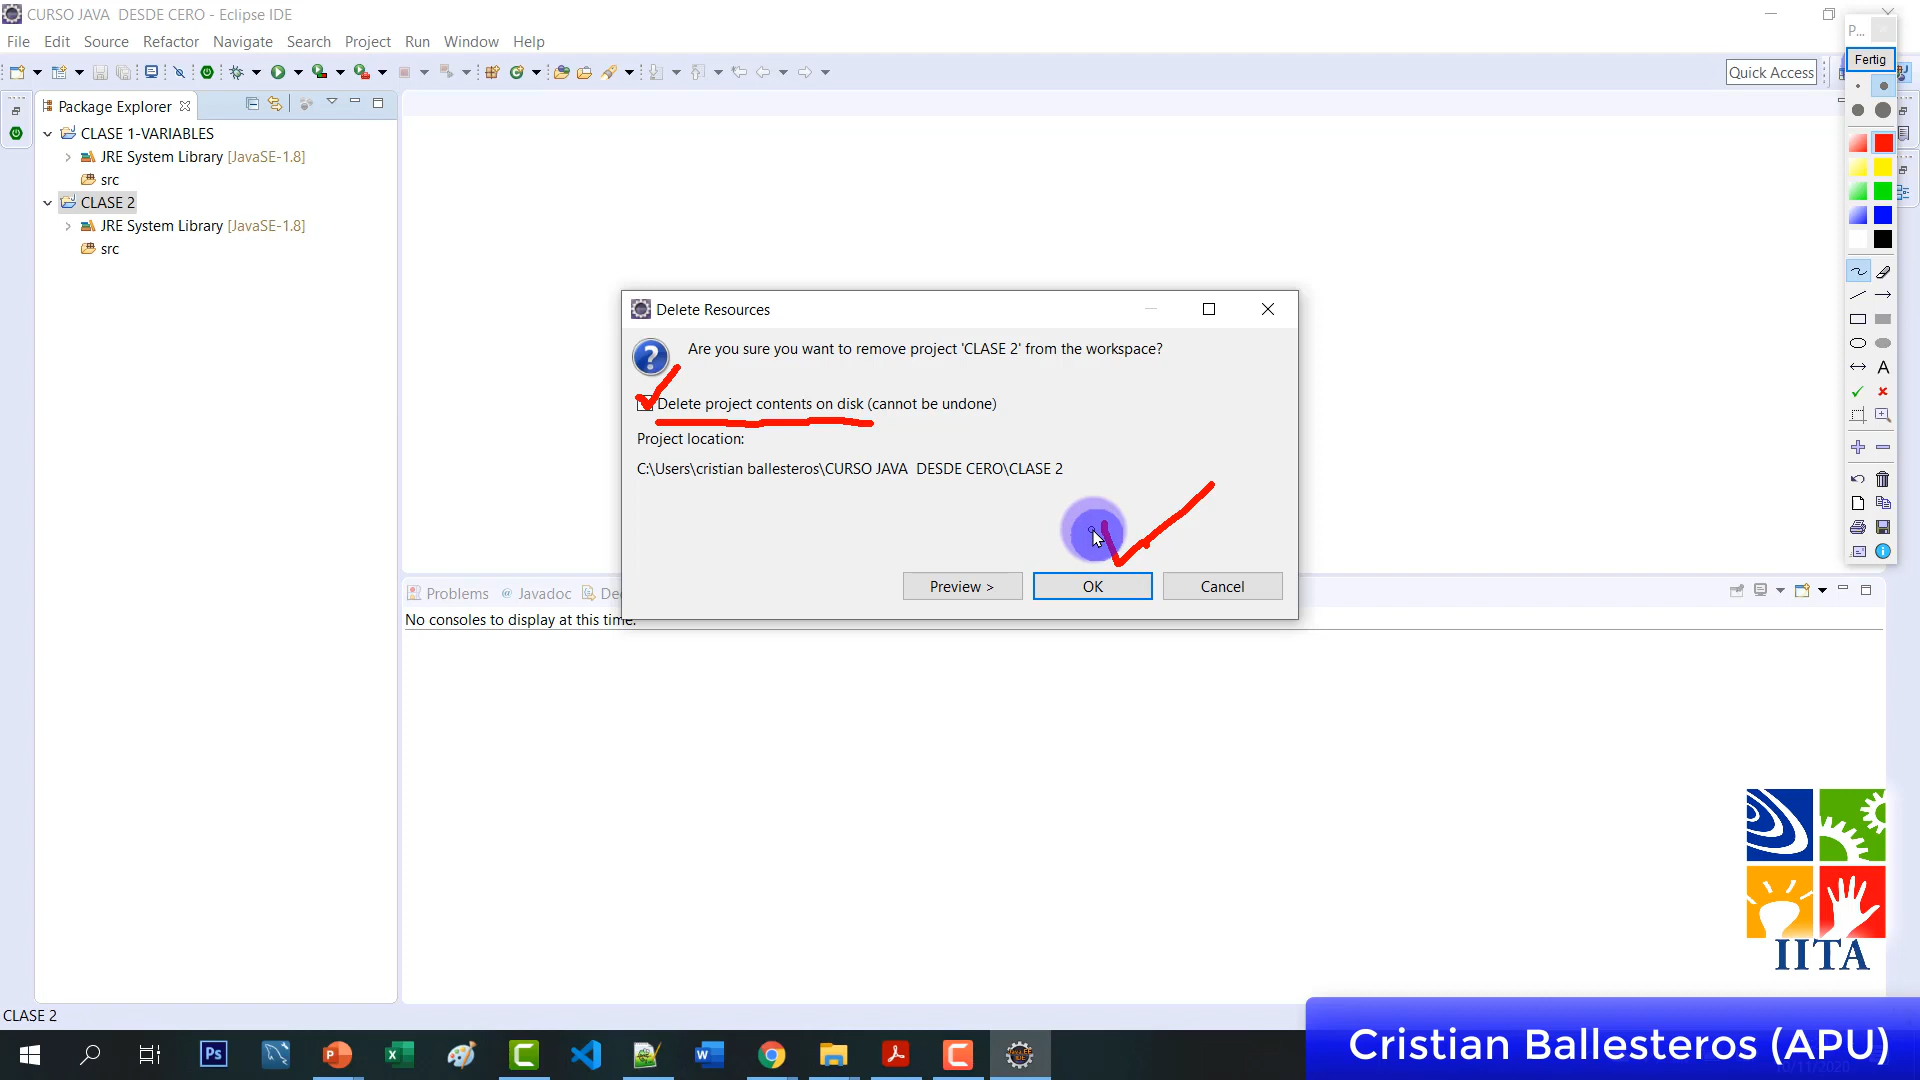 CURSO JAVA  DESDE CERO - Eclipse IDE
File Edit Source Refactor Navigate Search Project Run Window Help
Quick Access
P...
Fertig
Package Explorer
CLASE 1-VARIABLES
JRE System Library [JavaSE-1.8]
src
CLASE 2
JRE System Library [JavaSE-1.8]
src
Delete Resources
Are you sure you want to remove project 'CLASE 2' from the workspace?
Delete project contents on disk (cannot be undone)
Project location:
C:\Users\cristian ballesteros\CURSO JAVA  DESDE CERO\CLASE 2
Preview > OK Cancel
Problems @ Javadoc De
No consoles to display at this time.
IITA
CLASE 2
Cristian Ballesteros (APU)